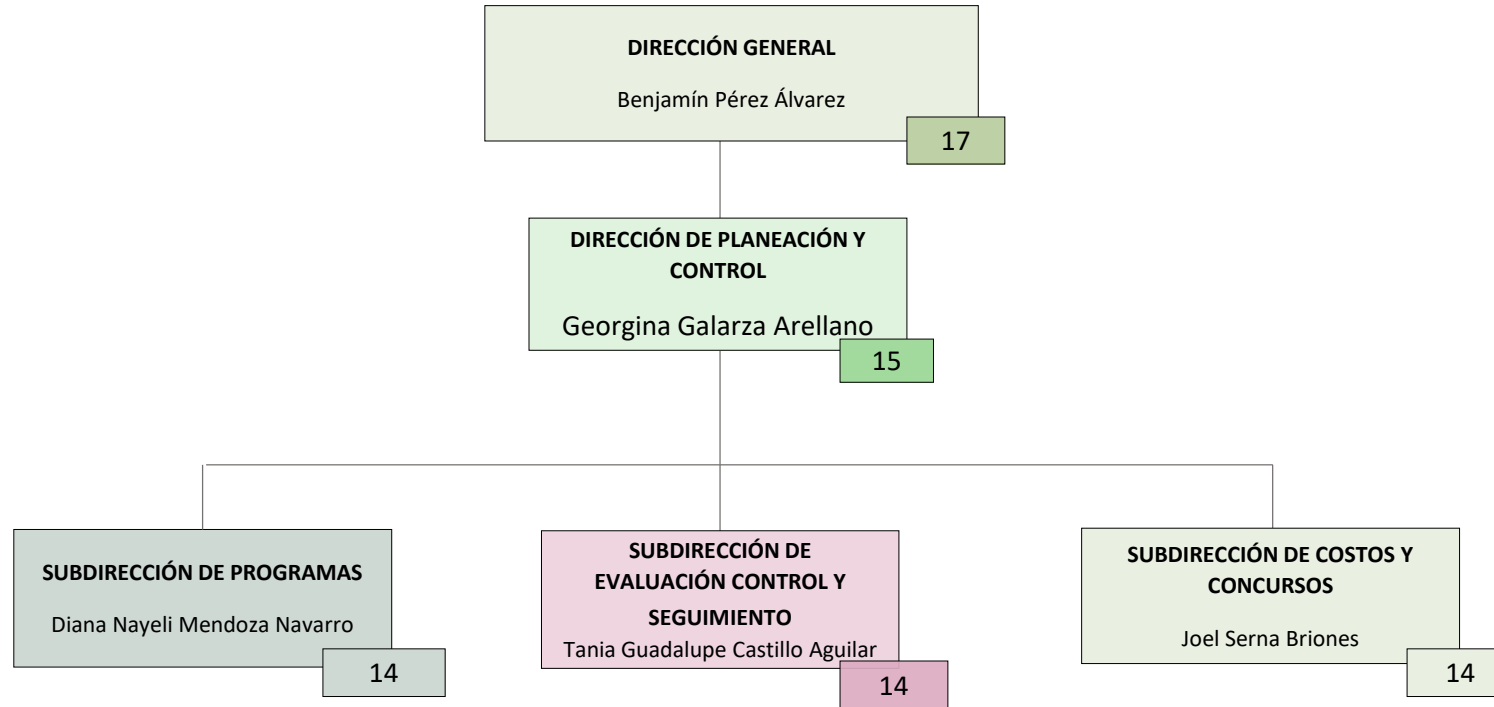 DIRECCIÓN GENERAL
Benjamín Pérez Álvarez
17
DIRECCIÓN DE PLANEACIÓN Y
CONTROL
Georgina Galarza Arellano
15
SUBDIRECCIÓN DE PROGRAMAS
Diana Nayeli Mendoza Navarro
14
SUBDIRECCIÓN DE
EVALUACIÓN CONTROL Y
SEGUIMIENTO
Tania Guadalupe Castillo Aguilar
14
SUBDIRECCIÓN DE COSTOS Y
CONCURSOS
Joel Serna Briones
14